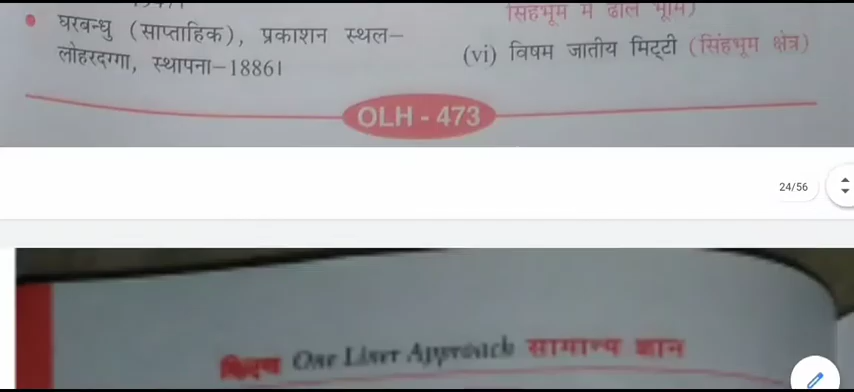 घरबन्धु (साप्ताहिक), प्रकाशन स्थल–
लोहरदग्गा, स्थापना–1886।
सिंहभूम में ढाल भूमि)
(vi) विषम जातीय मिट्टी (सिंहभूम क्षेत्र)
OLH - 473
24/56
One Liner Approach सामान्य ज्ञान